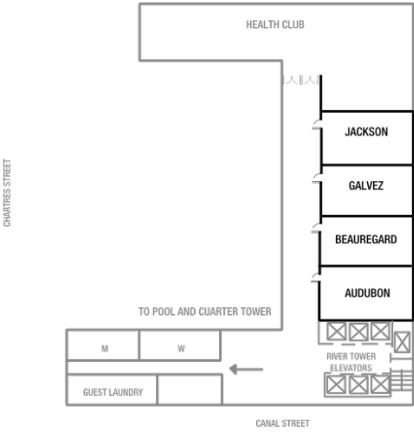 HEALTH CLUB
JACKSON
CHARTRES STREET
GALVEZ
BEAUREGARD
AUDUBON
TO POOL AND CUARTER TOWER
M
W
RIVER TOWER
ELEVATORS
GUEST LAUNDRY
CANAL STREET